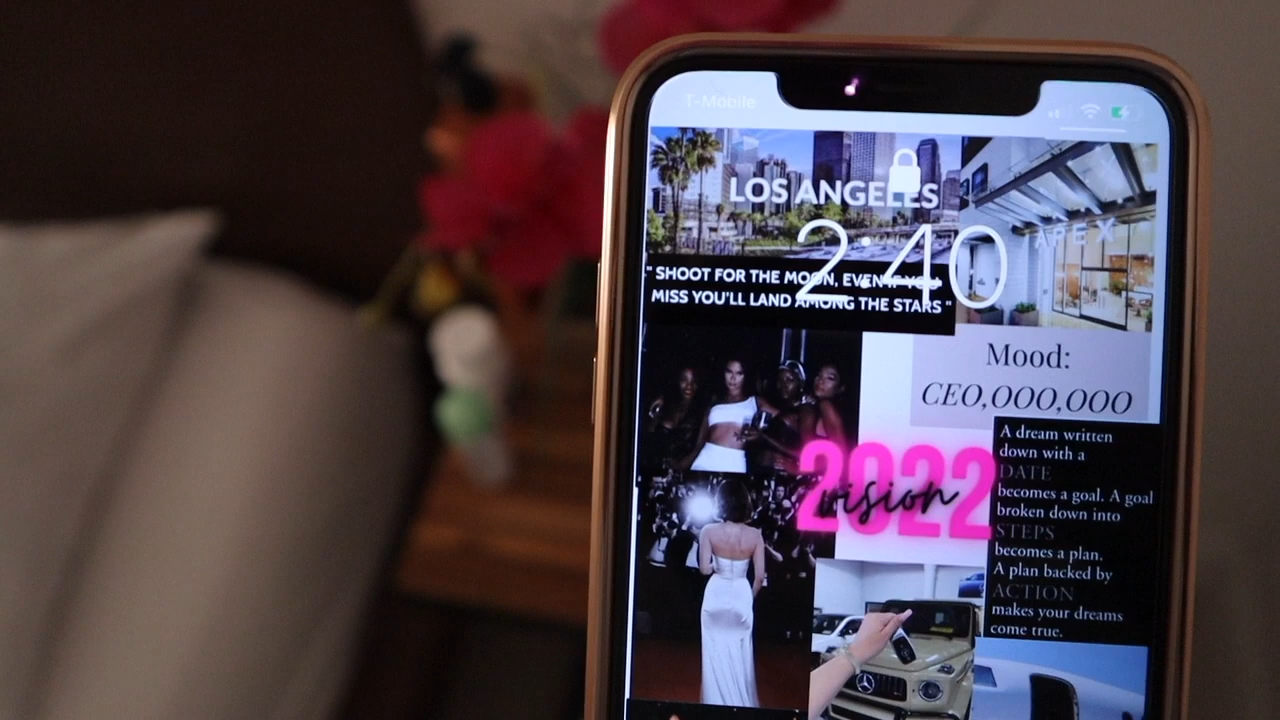 T-Mobile
LOS ANGELES
2:40
APEX
" SHOOT FOR THE MOON, EVEN IF YOU
MISS YOU'LL LAND AMONG THE STARS "
Mood:
CEO,OOO,OOO
2022
vision
A dream written
down with a
DATE
becomes a goal. A goal
broken down into
STEPS
becomes a plan.
A plan backed by
ACTION
makes your dreams
come true.